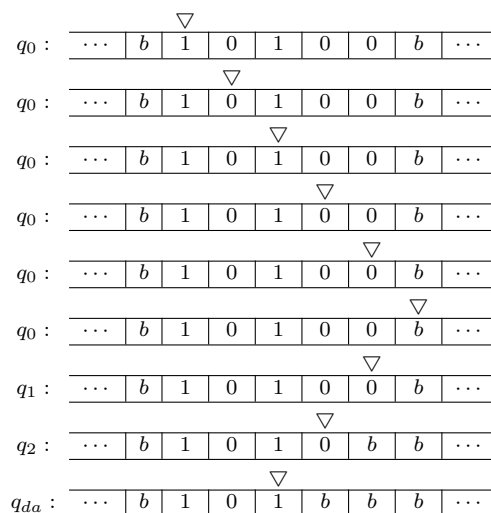 ▽
q₀ : ··· b 1 0 1 0 0 b ···
▽
q₀ : ··· b 1 0 1 0 0 b ···
▽
q₀ : ··· b 1 0 1 0 0 b ···
▽
q₀ : ··· b 1 0 1 0 0 b ···
▽
q₀ : ··· b 1 0 1 0 0 b ···
▽
q₀ : ··· b 1 0 1 0 0 b ···
▽
q₁ : ··· b 1 0 1 0 0 b ···
▽
q₂ : ··· b 1 0 1 0 b b ···
▽
q_{da} : ··· b 1 0 1 b b b ···